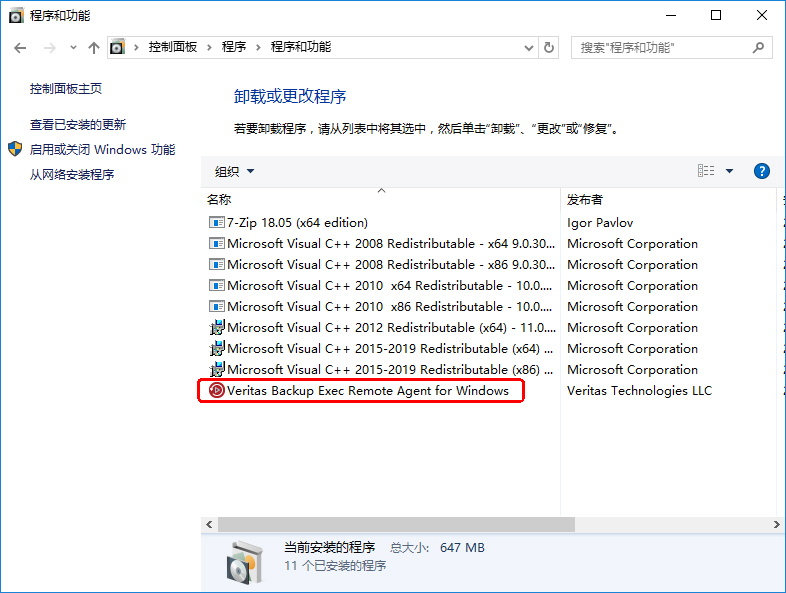 程序和功能
控制面板 > 程序 > 程序和功能
搜索"程序和功能"
控制面板主页
查看已安装的更新
启用或关闭 Windows 功能
从网络安装程序
卸载或更改程序
若要卸载程序，请从列表中将其选中，然后单击"卸载"、"更改"或"修复"。
组织
名称 发布者
7-Zip 18.05 (x64 edition) Igor Pavlov
Microsoft Visual C++ 2008 Redistributable - x64 9.0.30... Microsoft Corporation
Microsoft Visual C++ 2008 Redistributable - x86 9.0.30... Microsoft Corporation
Microsoft Visual C++ 2010  x64 Redistributable - 10.0.... Microsoft Corporation
Microsoft Visual C++ 2010  x86 Redistributable - 10.0.... Microsoft Corporation
Microsoft Visual C++ 2012 Redistributable (x64) - 11.0.... Microsoft Corporation
Microsoft Visual C++ 2015-2019 Redistributable (x64) ... Microsoft Corporation
Microsoft Visual C++ 2015-2019 Redistributable (x86) ... Microsoft Corporation
Veritas Backup Exec Remote Agent for Windows Veritas Technologies LLC
当前安装的程序 总大小: 647 MB
11 个已安装的程序